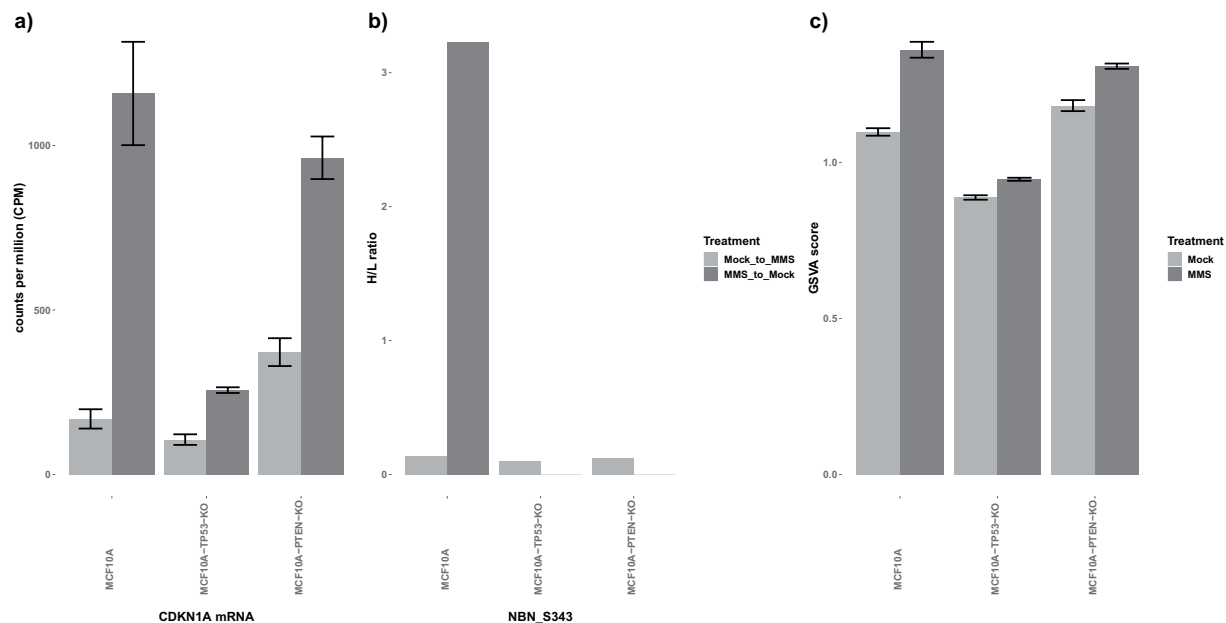 a)
counts per million (CPM)
1000
500
0
MCF10A
MCF10A−TP53−KO
MCF10A−PTEN−KO
CDKN1A mRNA
b)
H/L ratio
3
2
1
0
MCF10A
MCF10A−TP53−KO
MCF10A−PTEN−KO
NBN_S343
Treatment
Mock_to_MMS
MMS_to_Mock
c)
GSVA score
1.0
0.5
0.0
MCF10A
MCF10A−TP53−KO
MCF10A−PTEN−KO
Treatment
Mock
MMS